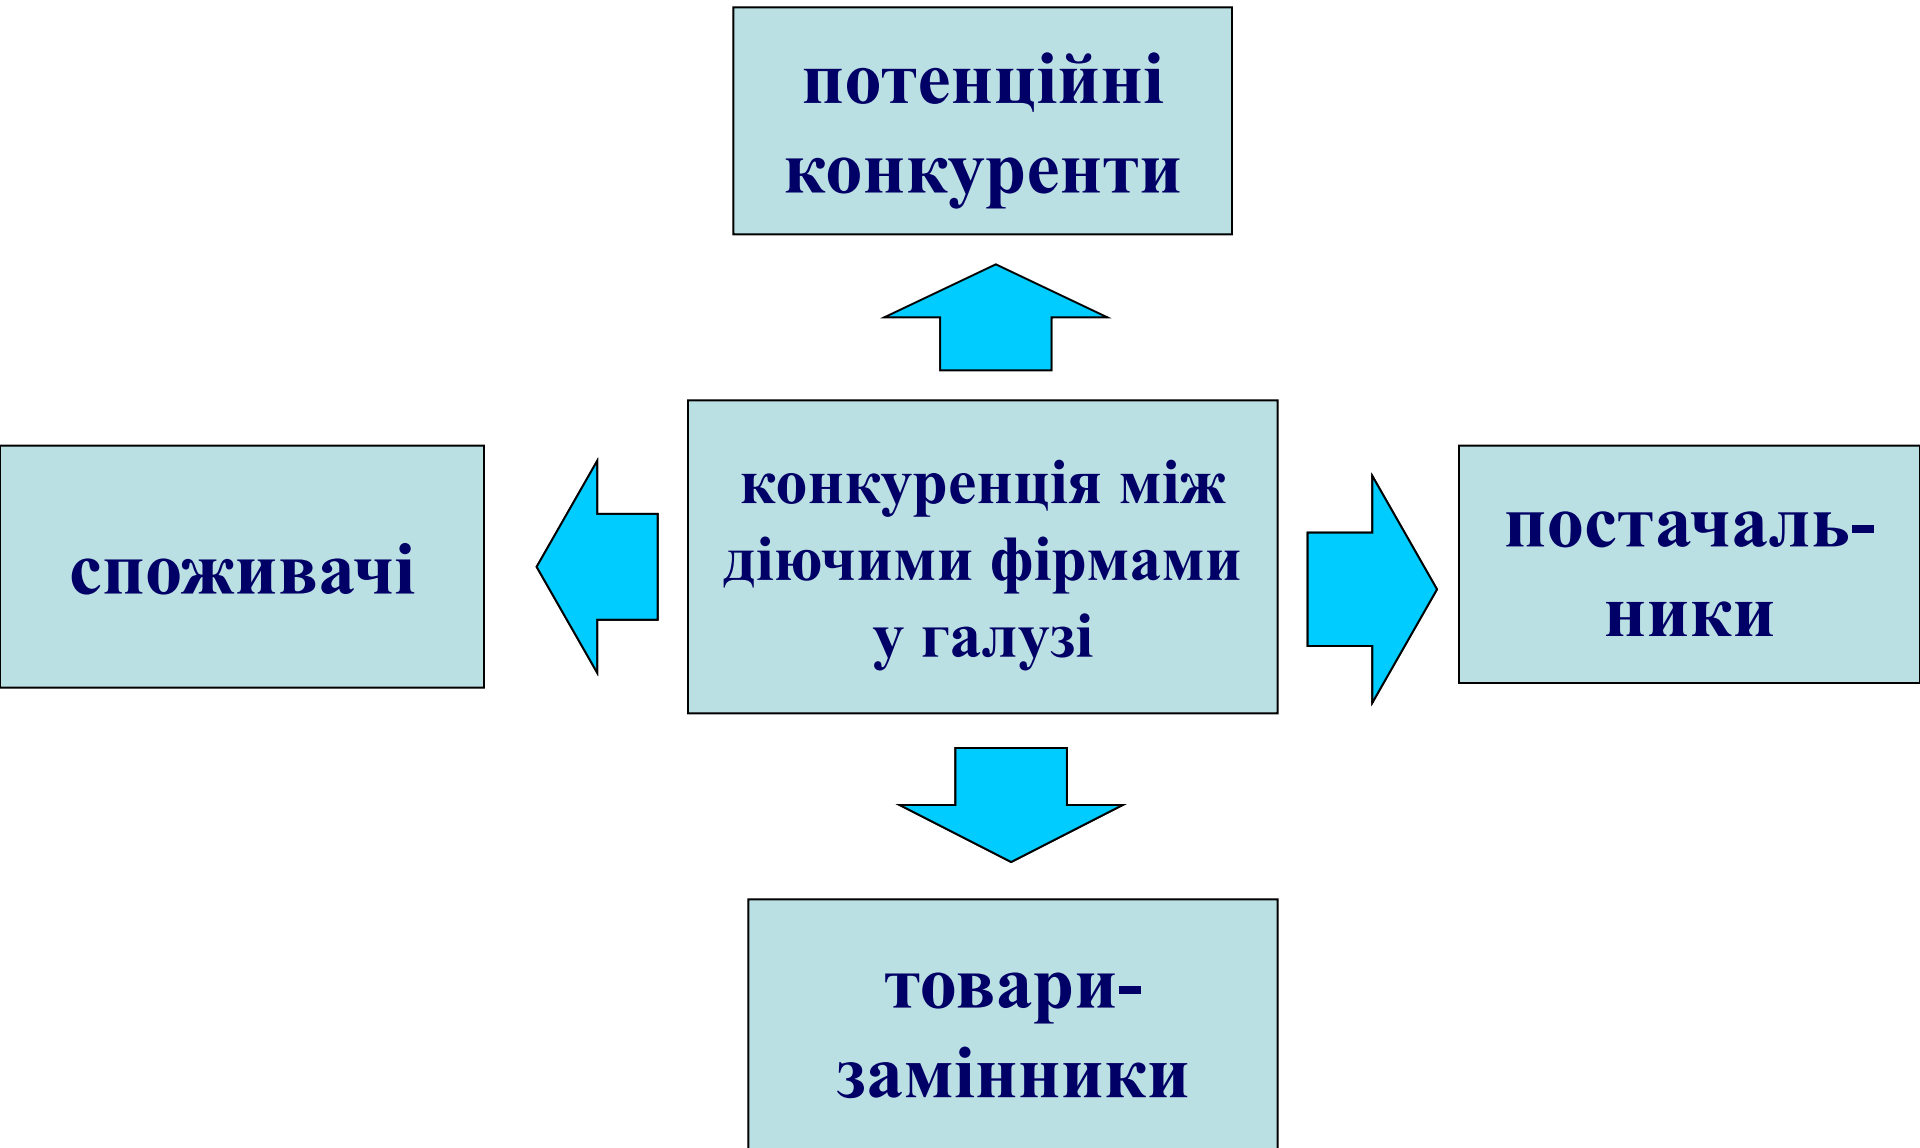 потенційні
конкуренти
споживачі
конкуренція між
діючими фірмами
у галузі
постачаль-
ники
товари-
замінники